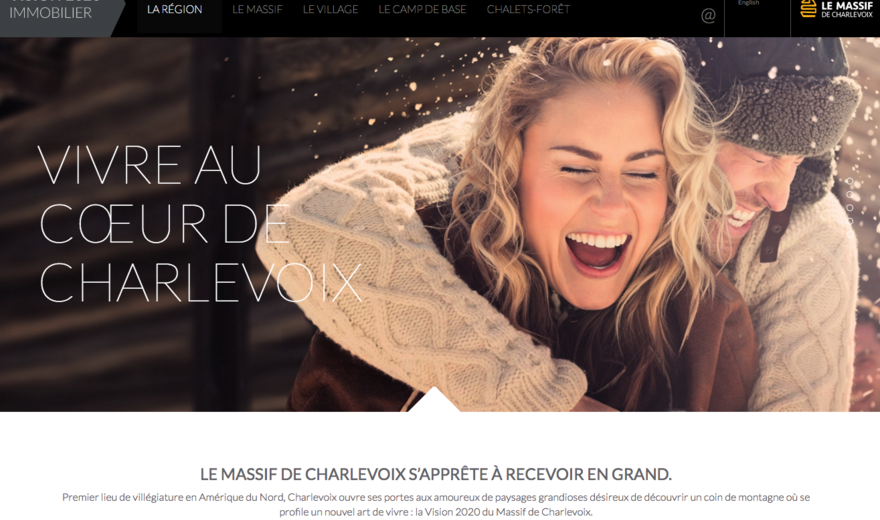 IMMOBILIER
LA RÉGION
LE MASSIF
LE VILLAGE
LE CAMP DE BASE
CHALETS-FORÊT
@
English
LE MASSIF
DE CHARLEVOIX
VIVRE AU
CŒUR DE
CHARLEVOIX
LE MASSIF DE CHARLEVOIX S'APPRÊTE À RECEVOIR EN GRAND.
Premier lieu de villégiature en Amérique du Nord, Charlevoix ouvre ses portes aux amoureux de paysages grandioses désireux de découvrir un coin de montagne où se
profile un nouvel art de vivre : la Vision 2020 du Massif de Charlevoix.